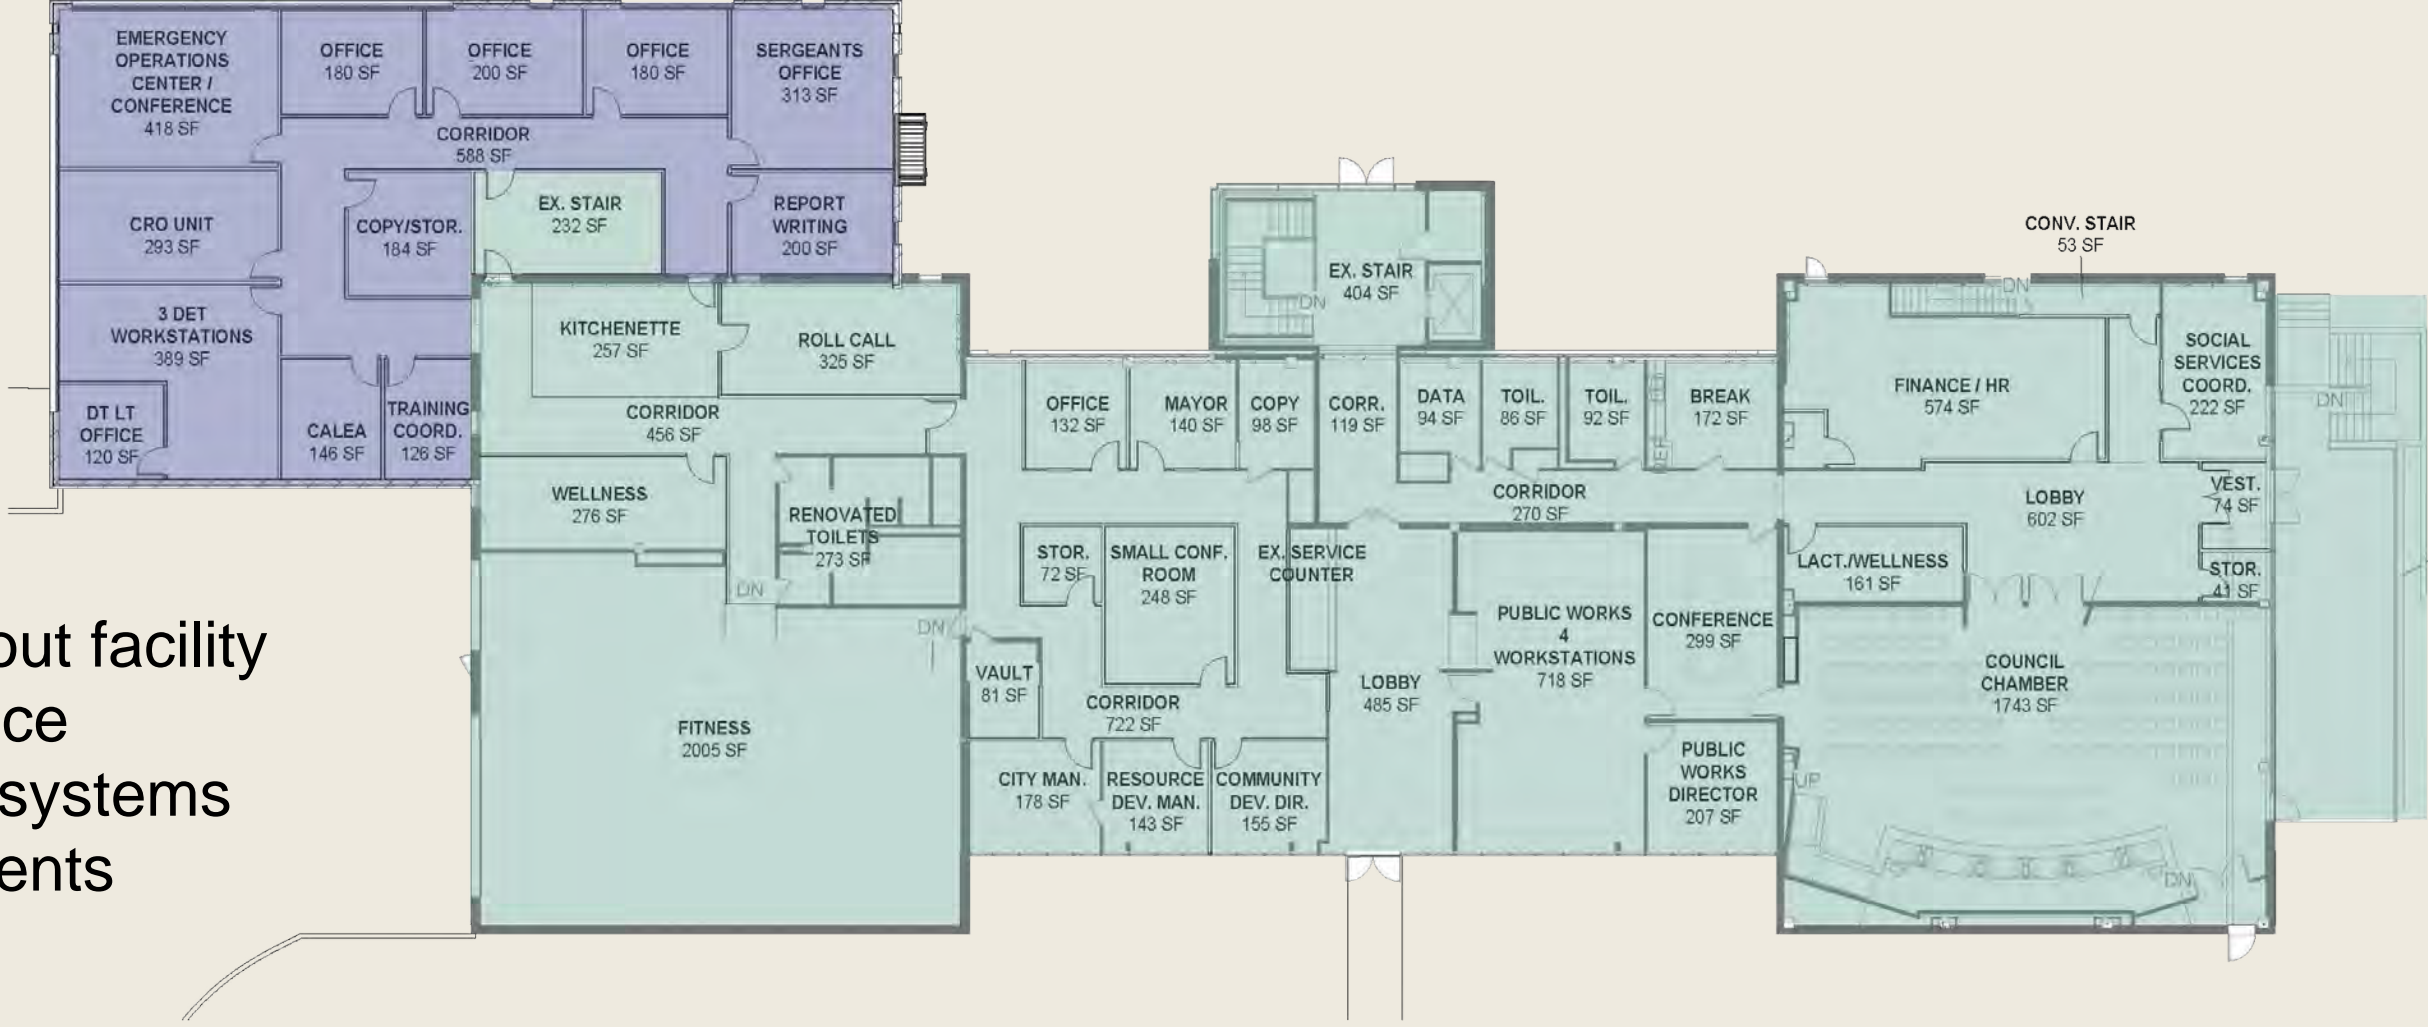 EMERGENCY
OPERATIONS
CENTER /
CONFERENCE
418 SF
OFFICE
180 SF
OFFICE
200 SF
OFFICE
180 SF
SERGEANTS
OFFICE
313 SF
CORRIDOR
588 SF
CRO UNIT
293 SF
COPY/STOR.
184 SF
EX. STAIR
232 SF
REPORT
WRITING
200 SF
3 DET
WORKSTATIONS
389 SF
DT LT
OFFICE
120 SF
CALEA
146 SF
TRAINING
COORD.
126 SF
KITCHENETTE
257 SF
ROLL CALL
325 SF
CORRIDOR
456 SF
WELLNESS
276 SF
RENOVATED
TOILETS
273 SF
DN
DN
FITNESS
2005 SF
EX. STAIR
404 SF
DN
OFFICE
132 SF
MAYOR
140 SF
COPY
98 SF
CORR.
119 SF
DATA
94 SF
TOIL.
86 SF
TOIL.
92 SF
BREAK
172 SF
REF
CORRIDOR
270 SF
STOR.
72 SF
SMALL CONF.
ROOM
248 SF
EX. SERVICE
COUNTER
VAULT
81 SF
CORRIDOR
722 SF
CITY MAN.
178 SF
RESOURCE
DEV. MAN.
143 SF
COMMUNITY
DEV. DIR.
155 SF
LOBBY
485 SF
PUBLIC WORKS
4
WORKSTATIONS
718 SF
CONFERENCE
299 SF
PUBLIC
WORKS
DIRECTOR
207 SF
CONV. STAIR
53 SF
DN
FINANCE / HR
574 SF
SOCIAL
SERVICES
COORD.
222 SF
DN
LOBBY
602 SF
VEST.
74 SF
STOR.
41 SF
LACT./WELLNESS
161 SF
COUNCIL
CHAMBER
1743 SF
UP
DN
out facility
ce
systems
ents